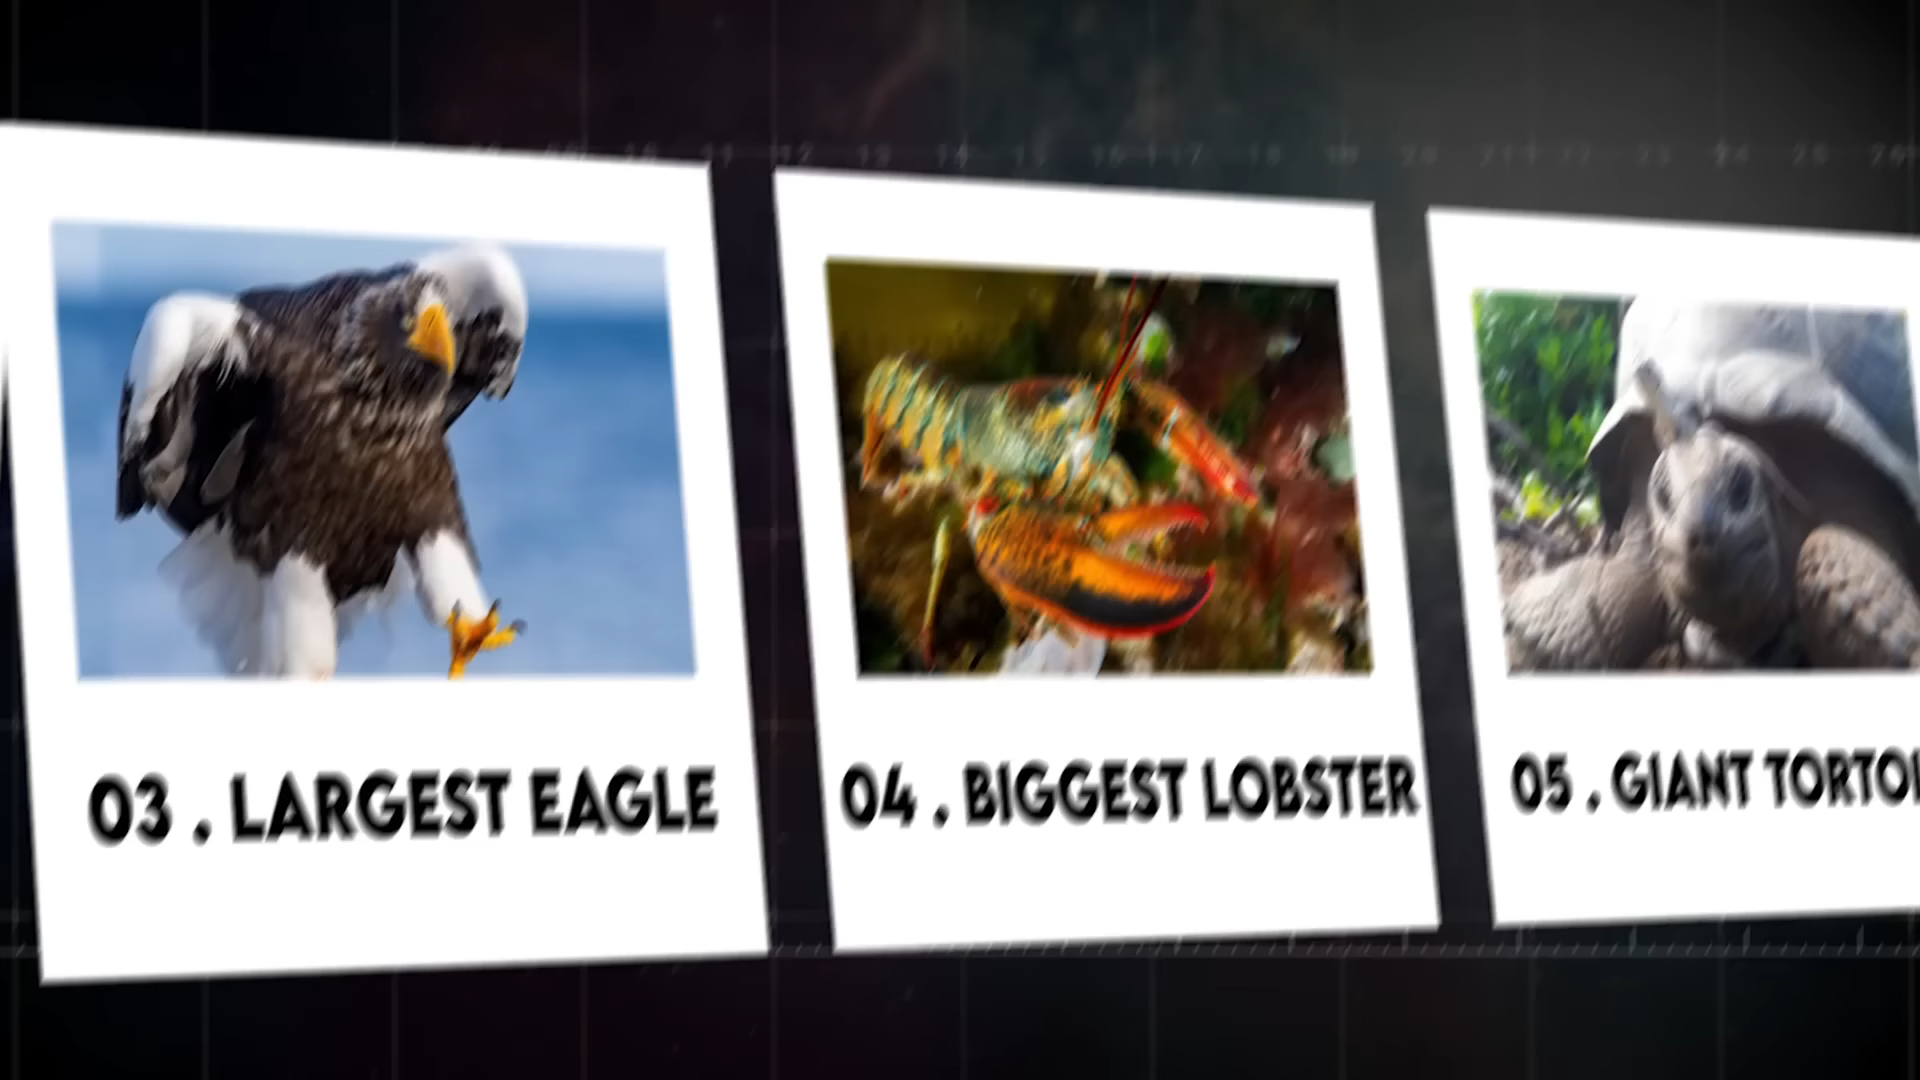 03 . LARGEST EAGLE
04 . BIGGEST LOBSTER
05 . GIANT